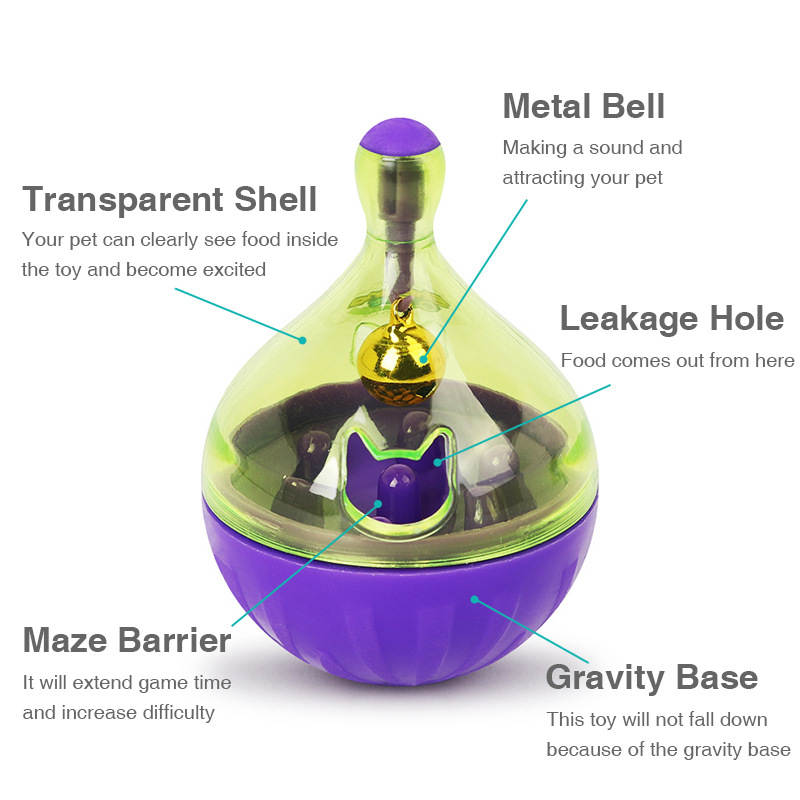 Metal Bell
Making a sound and
attracting your pet
Transparent Shell
Your pet can clearly see food inside
the toy and become excited
Leakage Hole
Food comes out from here
Maze Barrier
It will extend game time
and increase difficulty
Gravity Base
This toy will not fall down
because of the gravity base